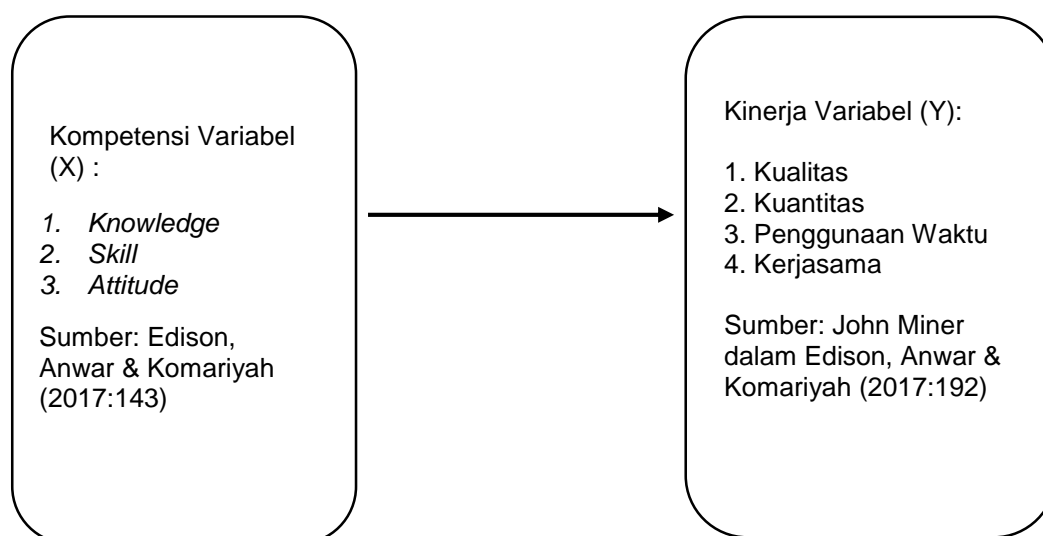 Kompetensi Variabel
(X) :
1. Knowledge
2. Skill
3. Attitude
Sumber: Edison,
Anwar & Komariyah
(2017:143)
Kinerja Variabel (Y):
1. Kualitas
2. Kuantitas
3. Penggunaan Waktu
4. Kerjasama
Sumber: John Miner
dalam Edison, Anwar &
Komariyah (2017:192)